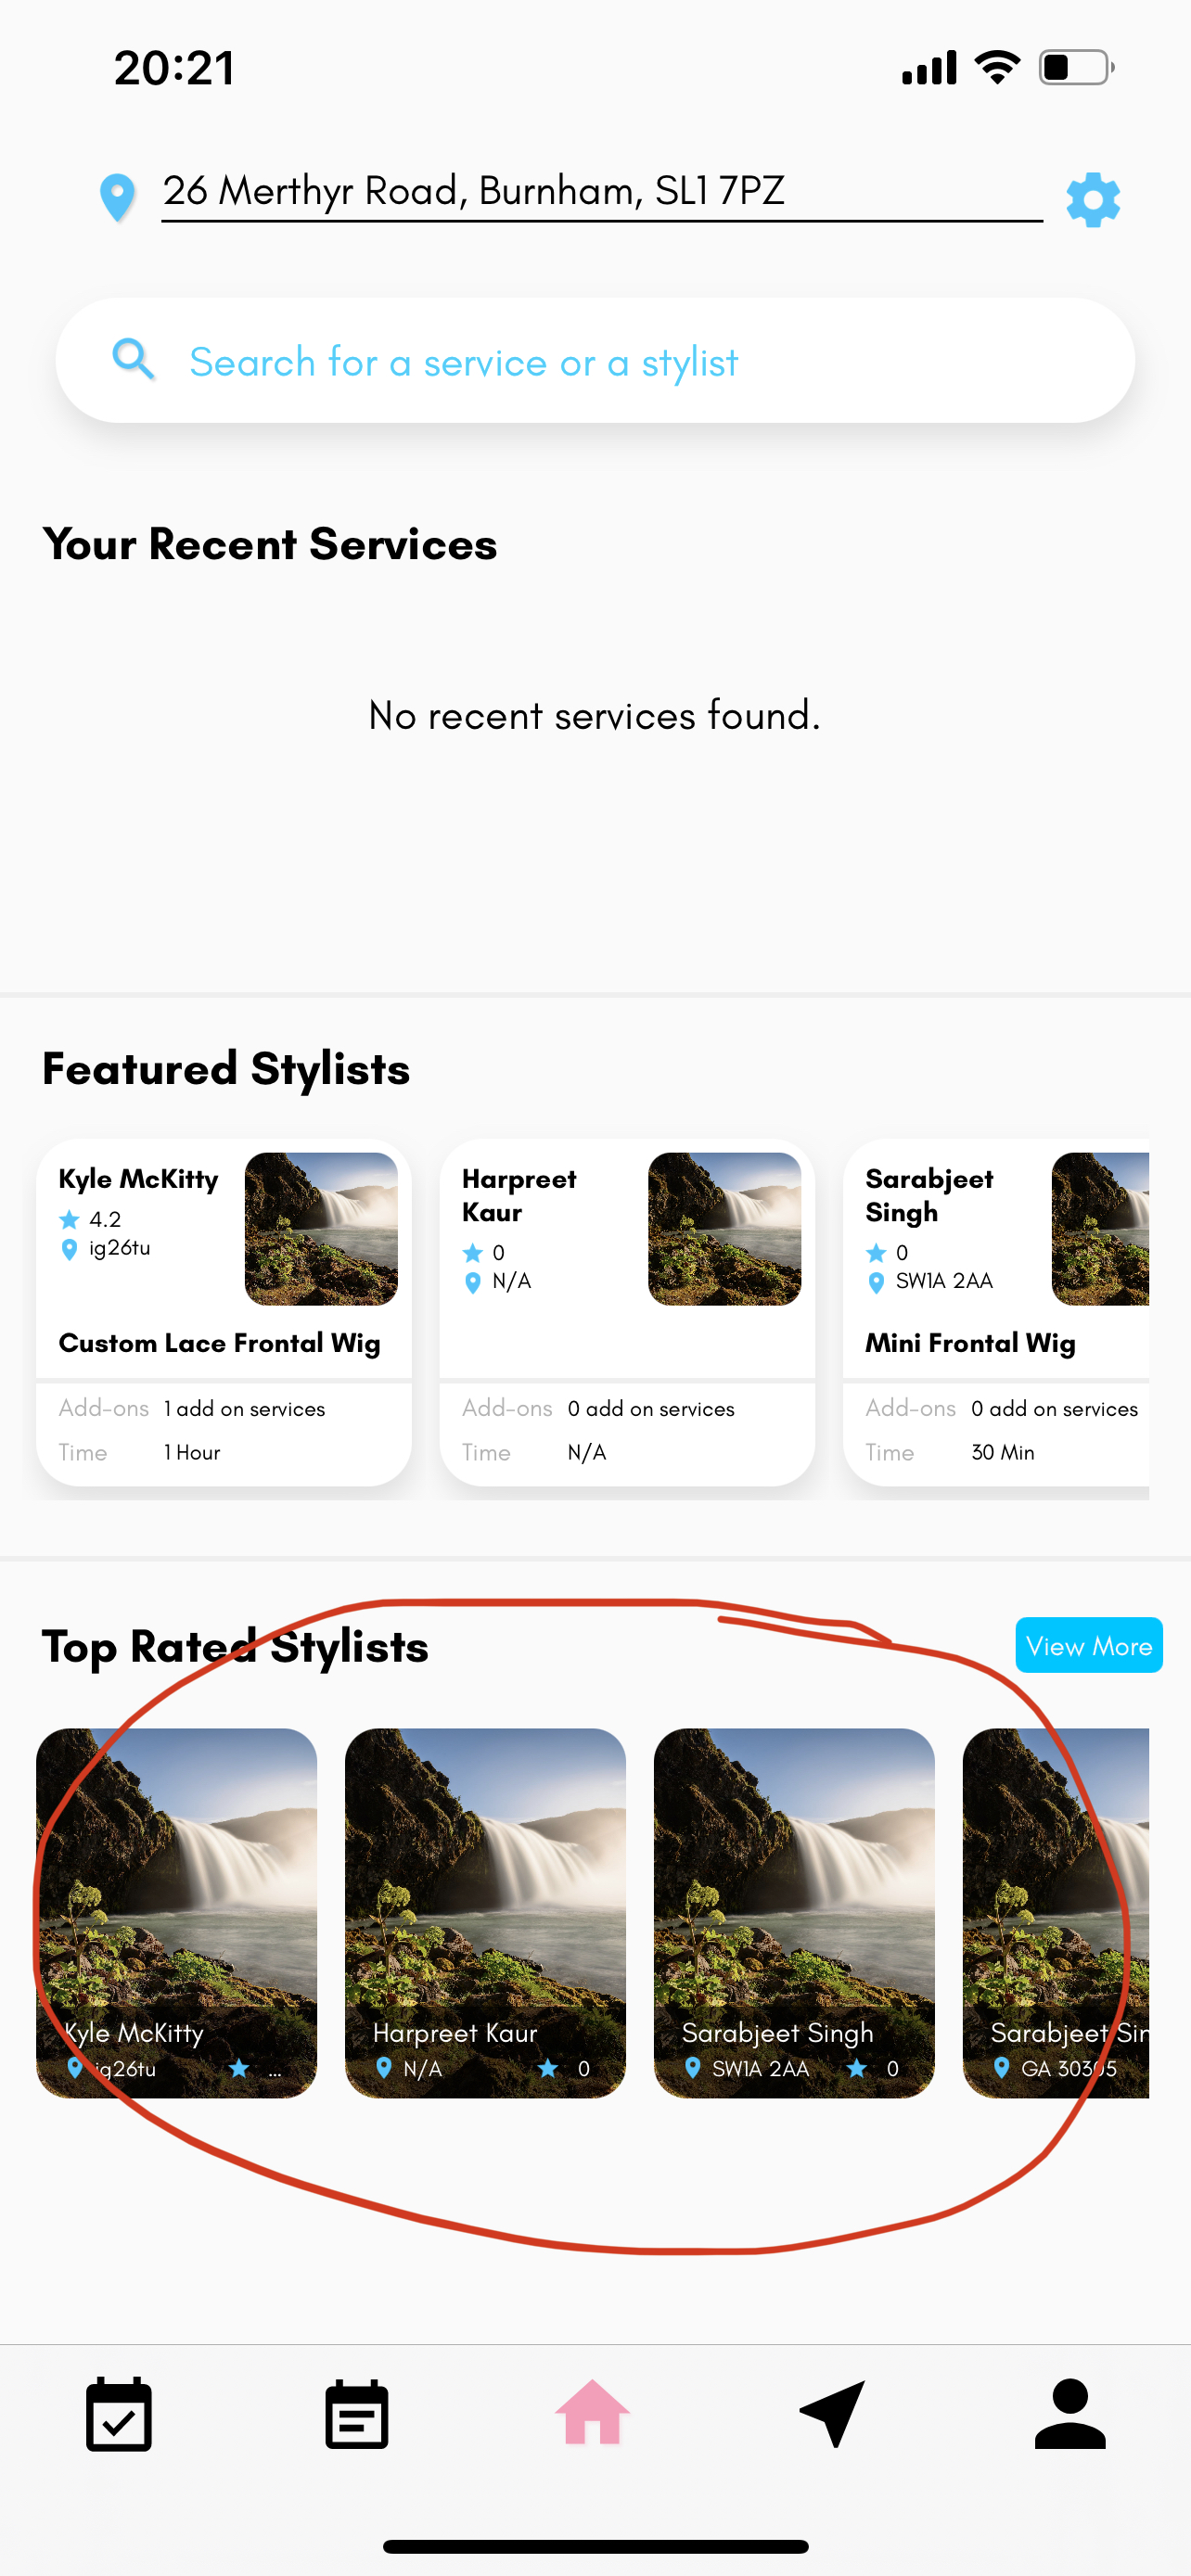 20:21
26 Merthyr Road, Burnham, SL1 7PZ
Search for a service or a stylist
Your Recent Services
No recent services found.
Featured Stylists
Kyle McKitty
4.2
ig26tu
Custom Lace Frontal Wig
Add-ons 1 add on services
Time 1 Hour
Harpreet
Kaur
0
N/A
Add-ons 0 add on services
Time N/A
Sarabjeet
Singh
0
SW1A 2AA
Mini Frontal Wig
Add-ons 0 add on services
Time 30 Min
Top Rated Stylists
View More
Kyle McKitty
ig26tu ...
Harpreet Kaur
N/A 0
Sarabjeet Singh
SW1A 2AA 0
Sarabjeet Sin
GA 30305